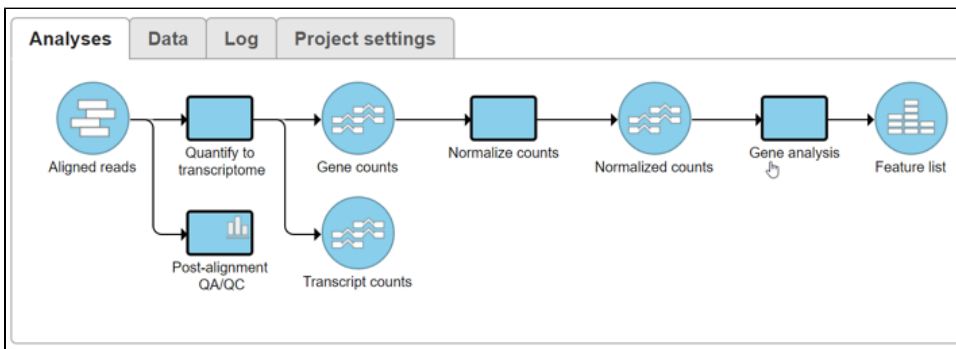 Analyses Data Log Project settings
Aligned reads
Quantify to
transcriptome
Gene counts
Normalize counts
Normalized counts
Gene analysis
Feature list
Post-alignment
QA/QC
Transcript counts